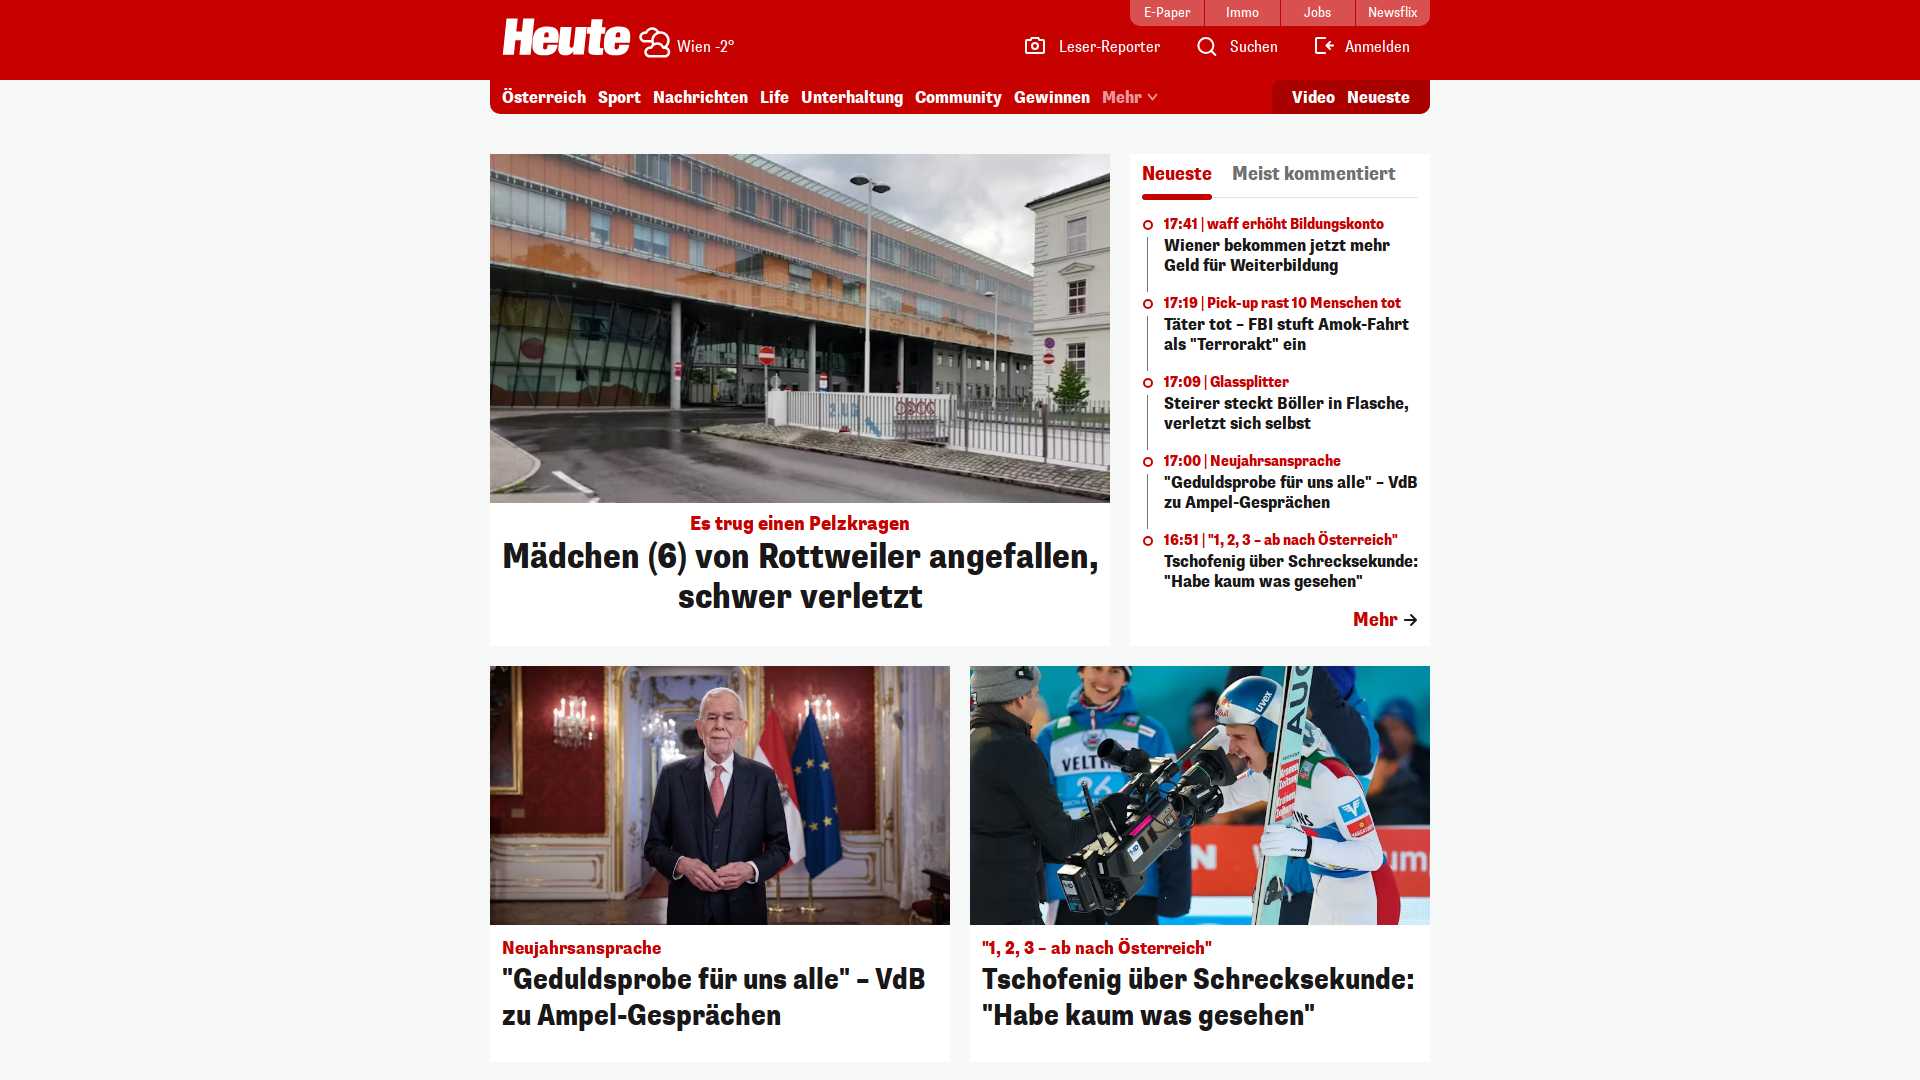 E-Paper
Immo
Jobs
Newsflix
Heute
Wien -2°
Leser-Reporter
Suchen
Anmelden
Österreich
Sport
Nachrichten
Life
Unterhaltung
Community
Gewinnen
Mehr
Video
Neueste
Es trug einen Pelzkragen
Mädchen (6) von Rottweiler angefallen,
schwer verletzt
Neueste
Meist kommentiert
17:41 | waff erhöht Bildungskonto
Wiener bekommen jetzt mehr
Geld für Weiterbildung
17:19 | Pick-up rast 10 Menschen tot
Täter tot – FBI stuft Amok-Fahrt
als "Terrorakt" ein
17:09 | Glassplitter
Steirer steckt Böller in Flasche,
verletzt sich selbst
17:00 | Neujahrsansprache
"Geduldsprobe für uns alle" – VdB
zu Ampel-Gesprächen
16:51 | "1, 2, 3 – ab nach Österreich"
Tschofenig über Schrecksekunde:
"Habe kaum was gesehen"
Mehr
Neujahrsansprache
"Geduldsprobe für uns alle" – VdB
zu Ampel-Gesprächen
uvex
"1, 2, 3 – ab nach Österreich"
Tschofenig über Schrecksekunde:
"Habe kaum was gesehen"